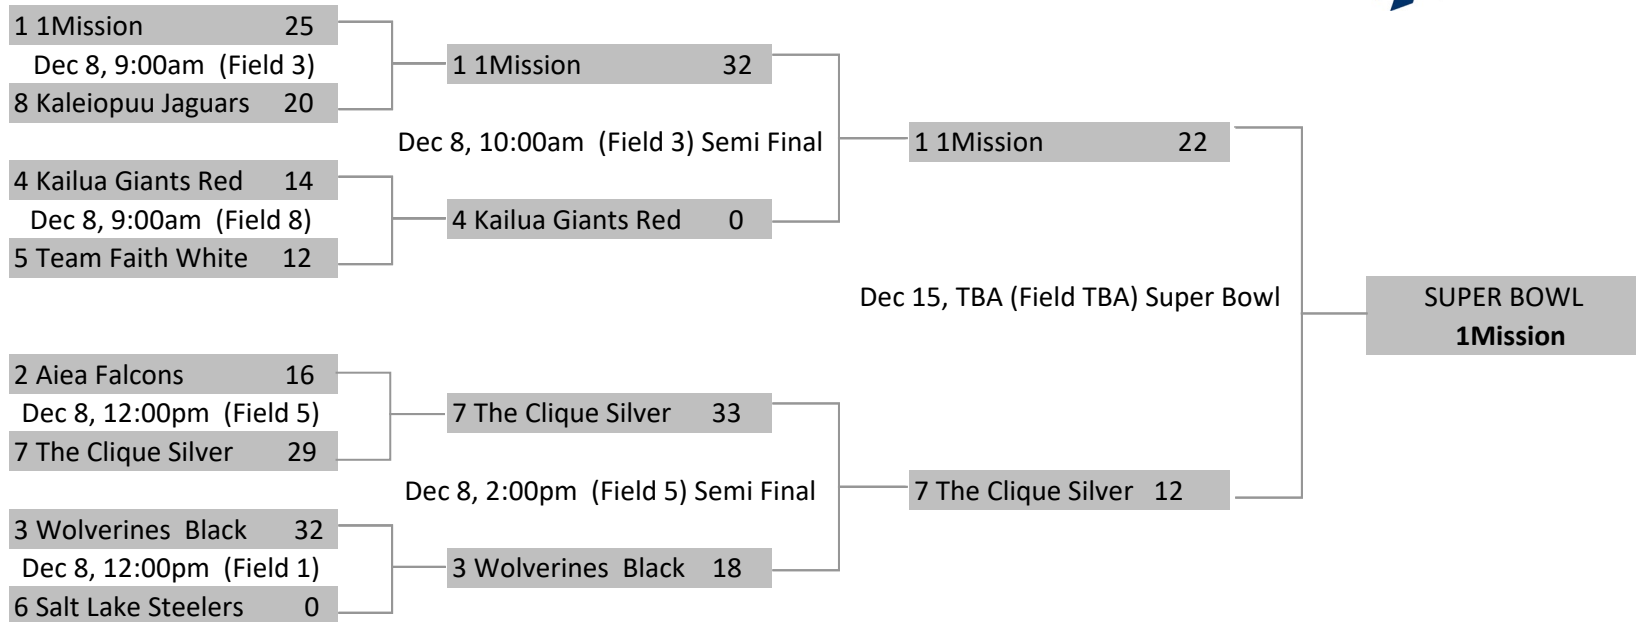 1 1Mission 25
Dec 8, 9:00am (Field 3)
8 Kaleiopuu Jaguars 20
4 Kailua Giants Red 14
Dec 8, 9:00am (Field 8)
5 Team Faith White 12
2 Aiea Falcons 16
Dec 8, 12:00pm (Field 5)
7 The Clique Silver 29
3 Wolverines Black 32
Dec 8, 12:00pm (Field 1)
6 Salt Lake Steelers 0
1 1Mission 32
Dec 8, 10:00am (Field 3) Semi Final
4 Kailua Giants Red 0
7 The Clique Silver 33
Dec 8, 2:00pm (Field 5) Semi Final
3 Wolverines Black 18
1 1Mission 22
Dec 15, TBA (Field TBA) Super Bowl
7 The Clique Silver 12
SUPER BOWL
1Mission